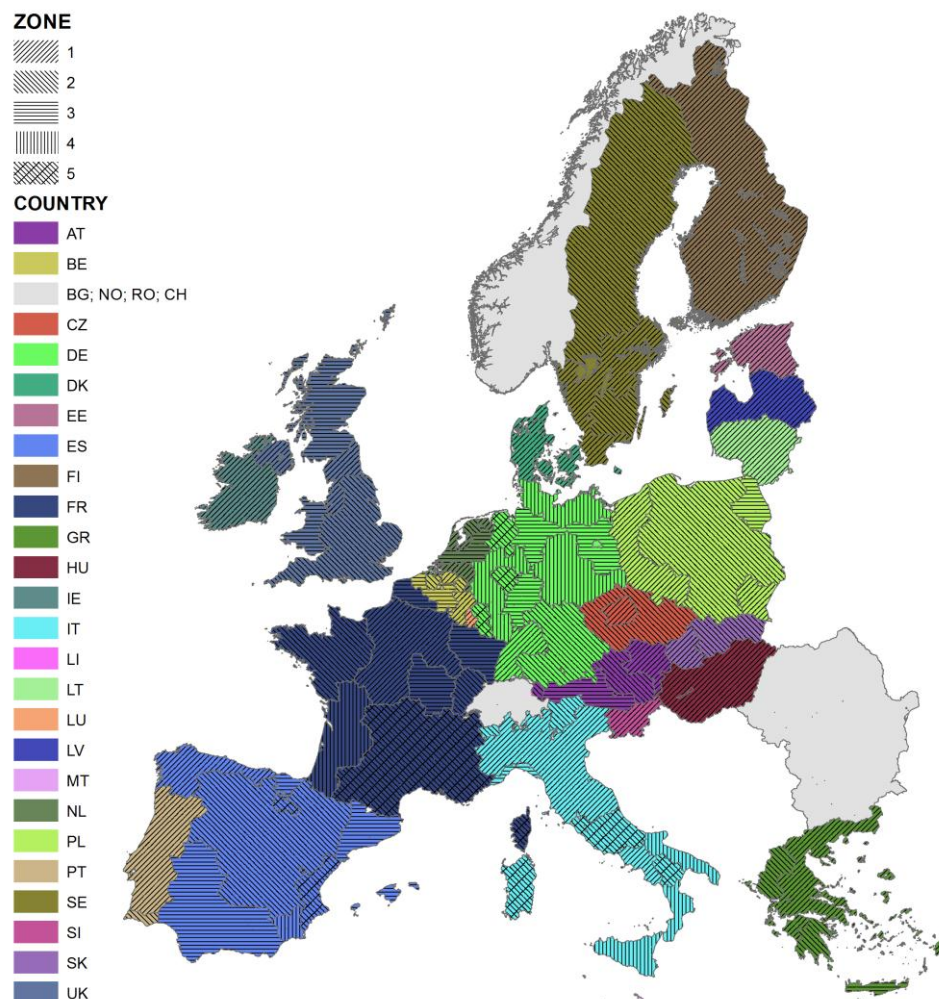 ZONE
1
2
3
4
5
COUNTRY
AT
BE
BG; NO; RO; CH
CZ
DE
DK
EE
ES
FI
FR
GR
HU
IE
IT
LI
LT
LU
LV
MT
NL
PL
PT
SE
SI
SK
UK